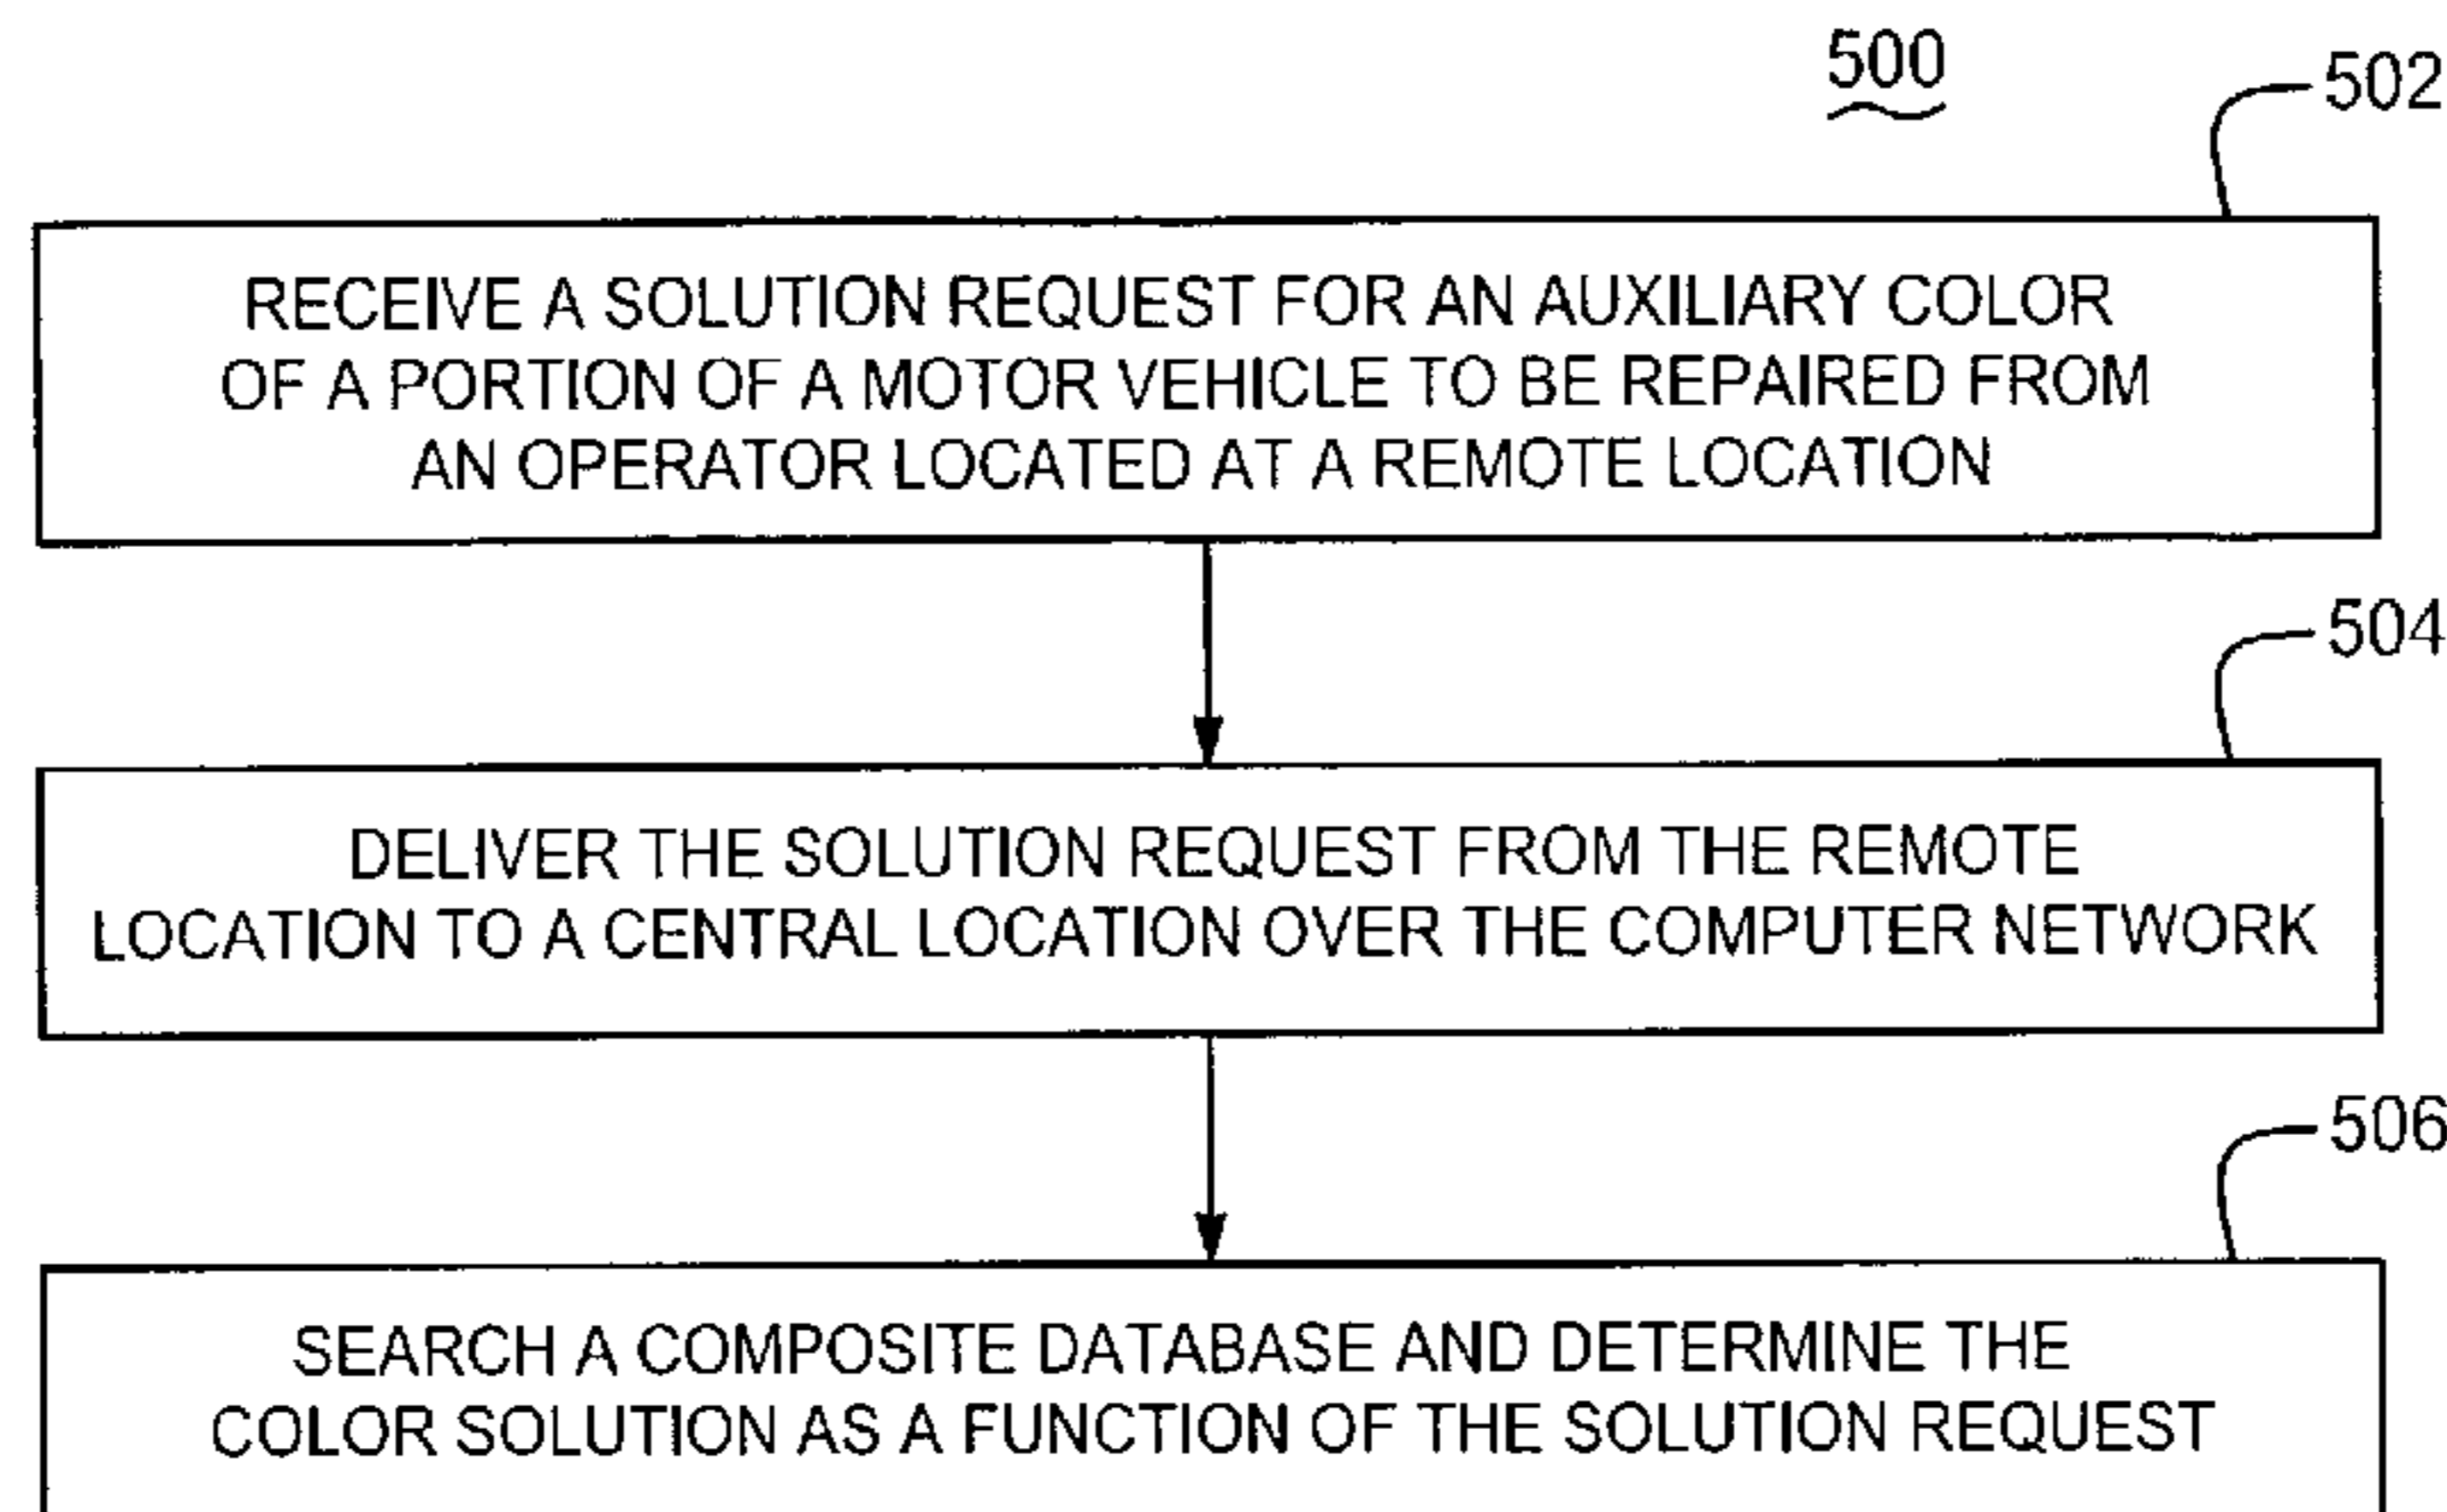 500
502
RECEIVE A SOLUTION REQUEST FOR AN AUXILIARY COLOR
OF A PORTION OF A MOTOR VEHICLE TO BE REPAIRED FROM
AN OPERATOR LOCATED AT A REMOTE LOCATION
504
DELIVER THE SOLUTION REQUEST FROM THE REMOTE
LOCATION TO A CENTRAL LOCATION OVER THE COMPUTER NETWORK
506
SEARCH A COMPOSITE DATABASE AND DETERMINE THE
COLOR SOLUTION AS A FUNCTION OF THE SOLUTION REQUEST